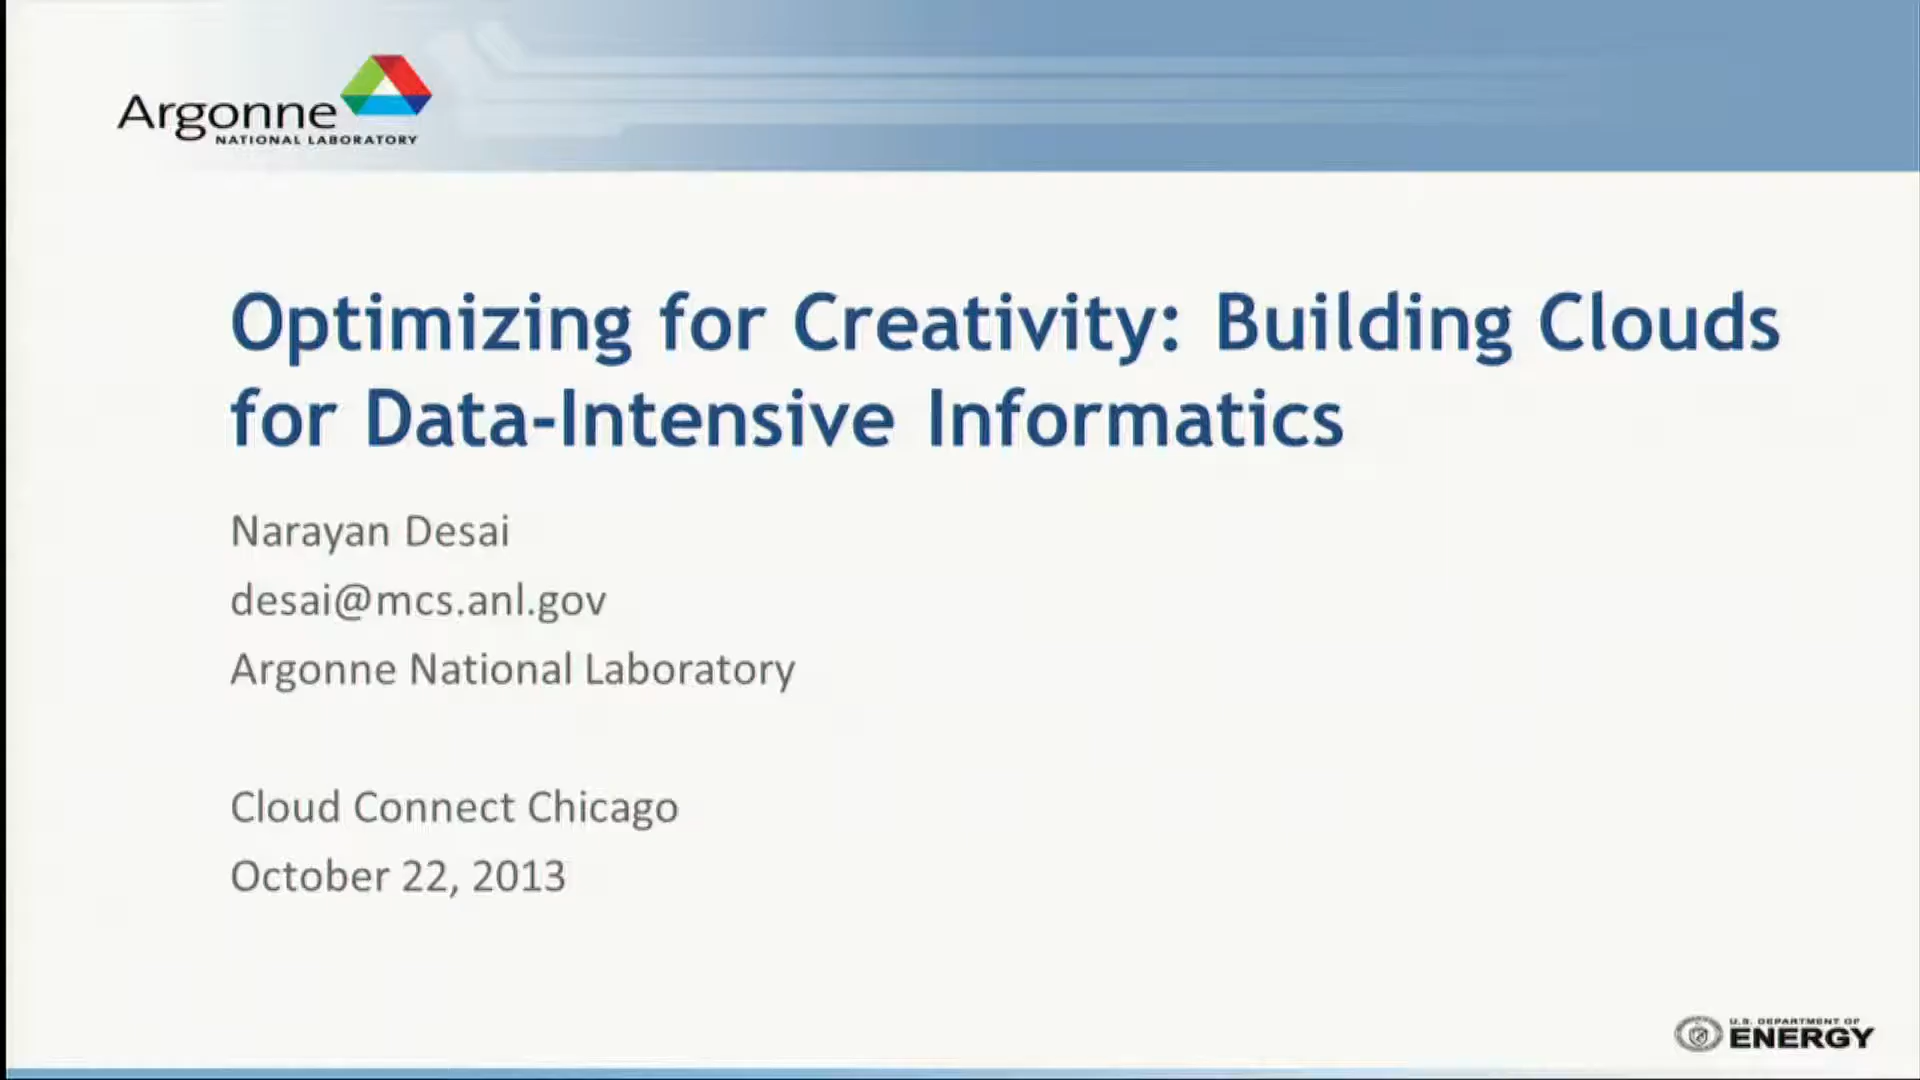 Argonne
NATIONAL LABORATORY
Optimizing for Creativity: Building Clouds
for Data-Intensive Informatics
Narayan Desai
desai@mcs.anl.gov
Argonne National Laboratory
Cloud Connect Chicago
October 22, 2013
U.S. DEPARTMENT OF
ENERGY